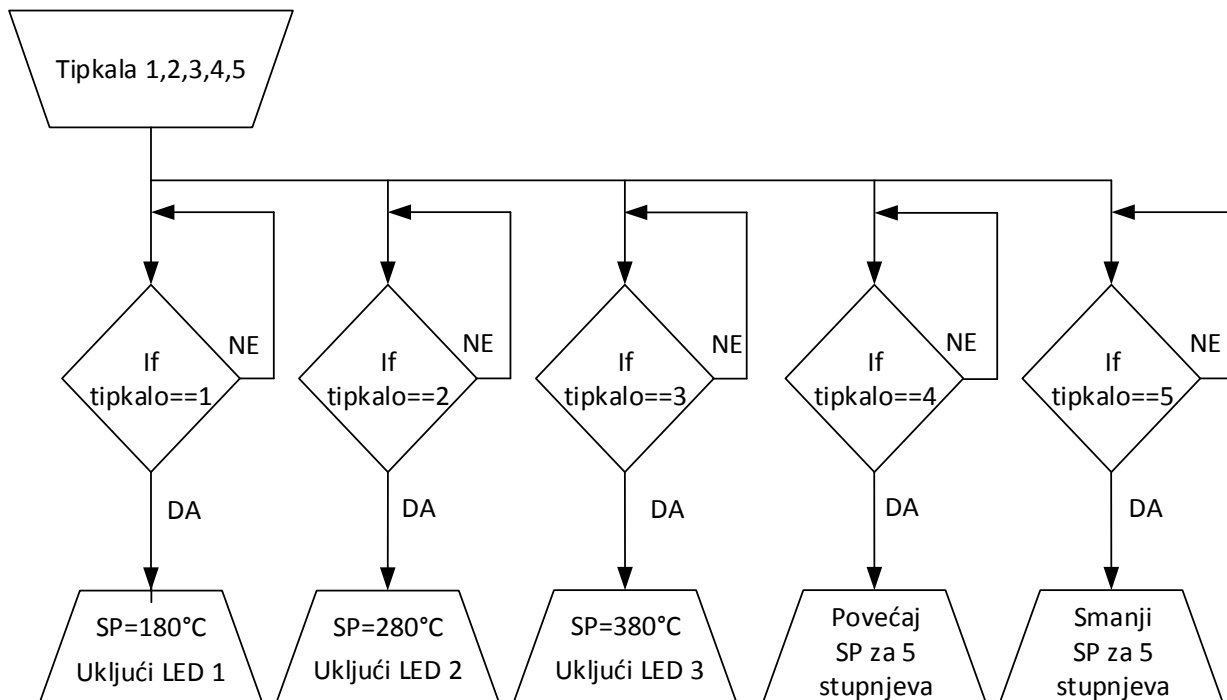 Tipkala 1,2,3,4,5
NE
If
tipkalo==1
DA
SP=180°C
Uključi LED 1
NE
If
tipkalo==2
DA
SP=280°C
Uključi LED 2
NE
If
tipkalo==3
DA
SP=380°C
Uključi LED 3
NE
If
tipkalo==4
DA
Povećaj
SP za 5
stupnjeva
NE
If
tipkalo==5
DA
Smanji
SP za 5
stupnjeva